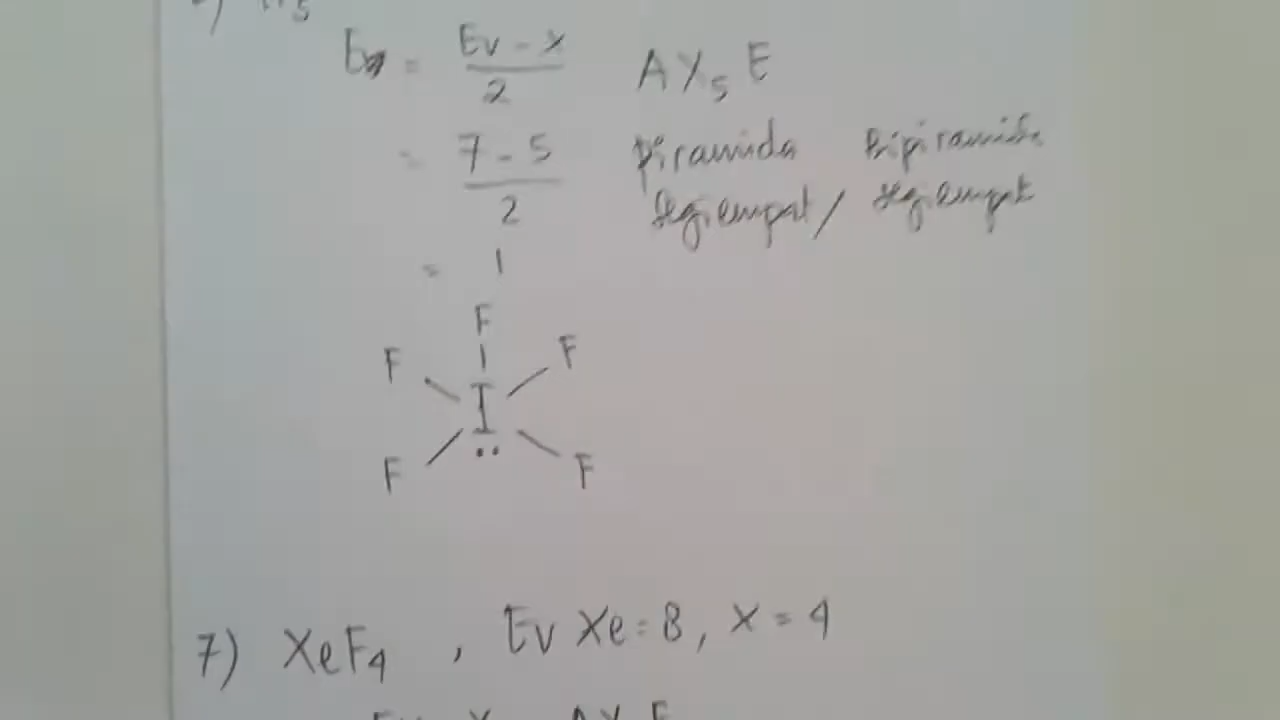 E = Ev - x / 2 AX5E
= 7 - 5 / 2 piramida Bipiramida
segiempat / segiempat
= 1
F
F F
I
F F
7) XeF4 , Ev Xe = 8, x = 4